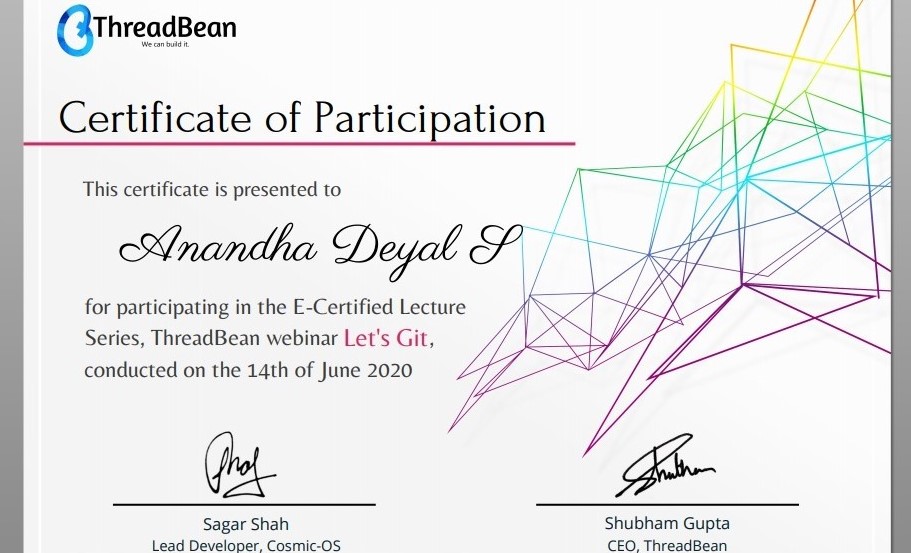 ThreadBean
We can build it.
Certificate of Participation
This certificate is presented to
Anandha Deyal S
for participating in the E-Certified Lecture
Series, ThreadBean webinar Let's Git,
conducted on the 14th of June 2020
Shubham
Sagar Shah
Shubham Gupta
Lead Developer, Cosmic-OS
CEO, ThreadBean